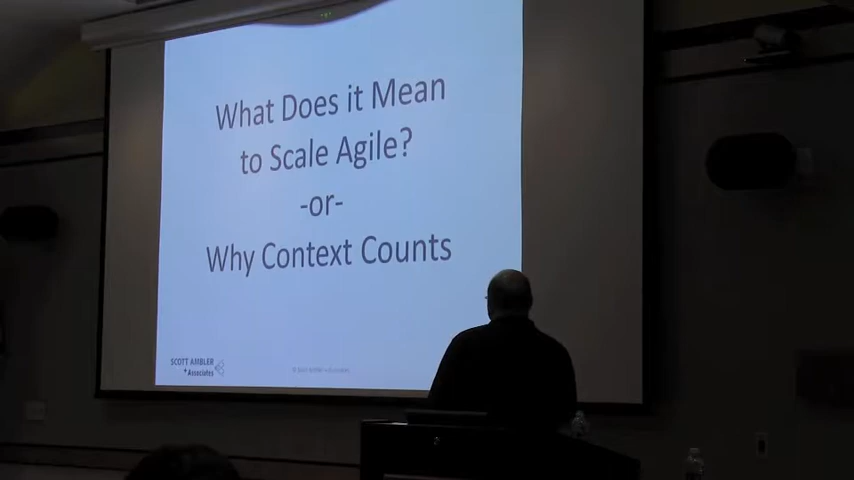 What Does it Mean
to Scale Agile?
-or-
Why Context Counts
SCOTT AMBLER
+ Associates